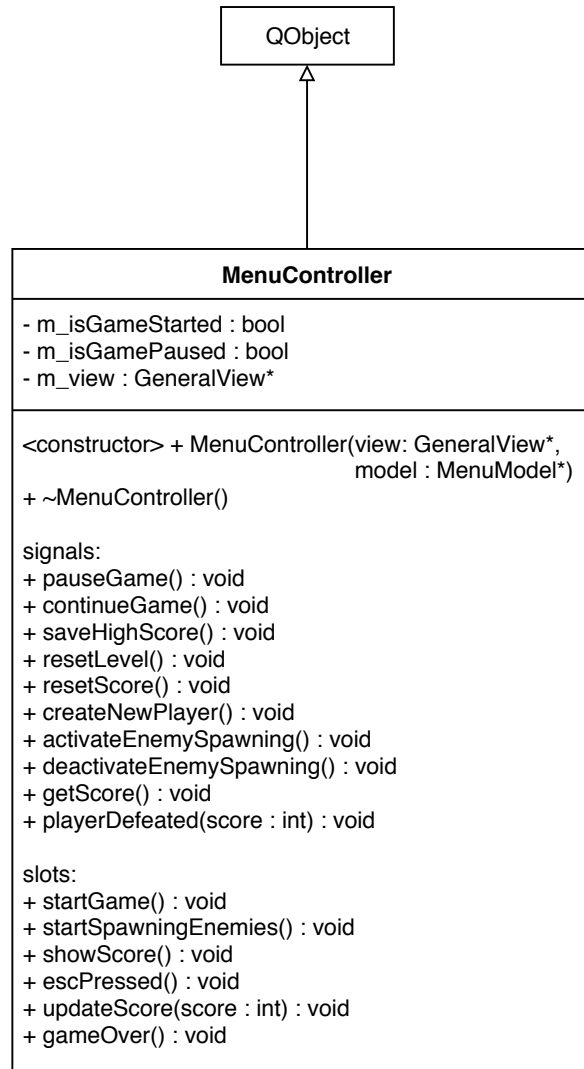 QObject
MenuController
- m_isGameStarted : bool
- m_isGamePaused : bool
- m_view : GeneralView*
<constructor> + MenuController(view: GeneralView*,
model : MenuModel*)
+ ~MenuController()
signals:
+ pauseGame() : void
+ continueGame() : void
+ saveHighScore() : void
+ resetLevel() : void
+ resetScore() : void
+ createNewPlayer() : void
+ activateEnemySpawning() : void
+ deactivateEnemySpawning() : void
+ getScore() : void
+ playerDefeated(score : int) : void
slots:
+ startGame() : void
+ startSpawningEnemies() : void
+ showScore() : void
+ escPressed() : void
+ updateScore(score : int) : void
+ gameOver() : void